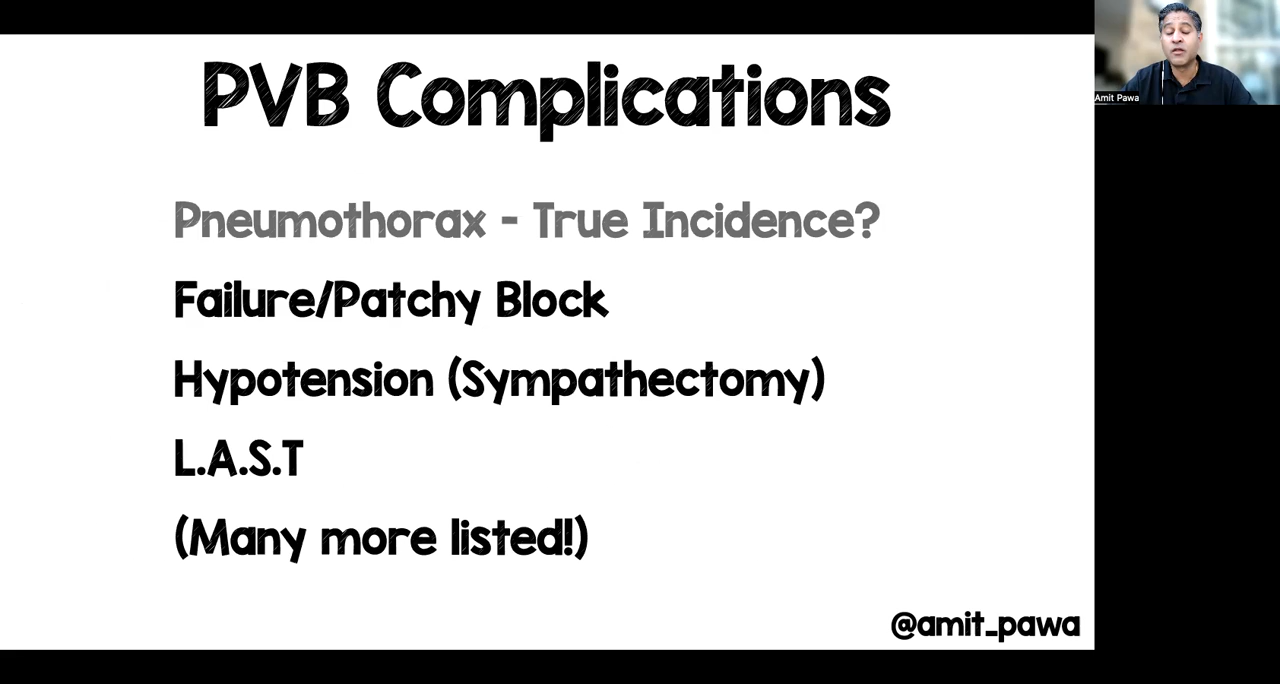 PVB Complications
Amit Pawa
Pneumothorax - True Incidence?
Failure/Patchy Block
Hypotension (Sympathectomy)
L.A.S.T
(Many more listed!)
@amit_pawa